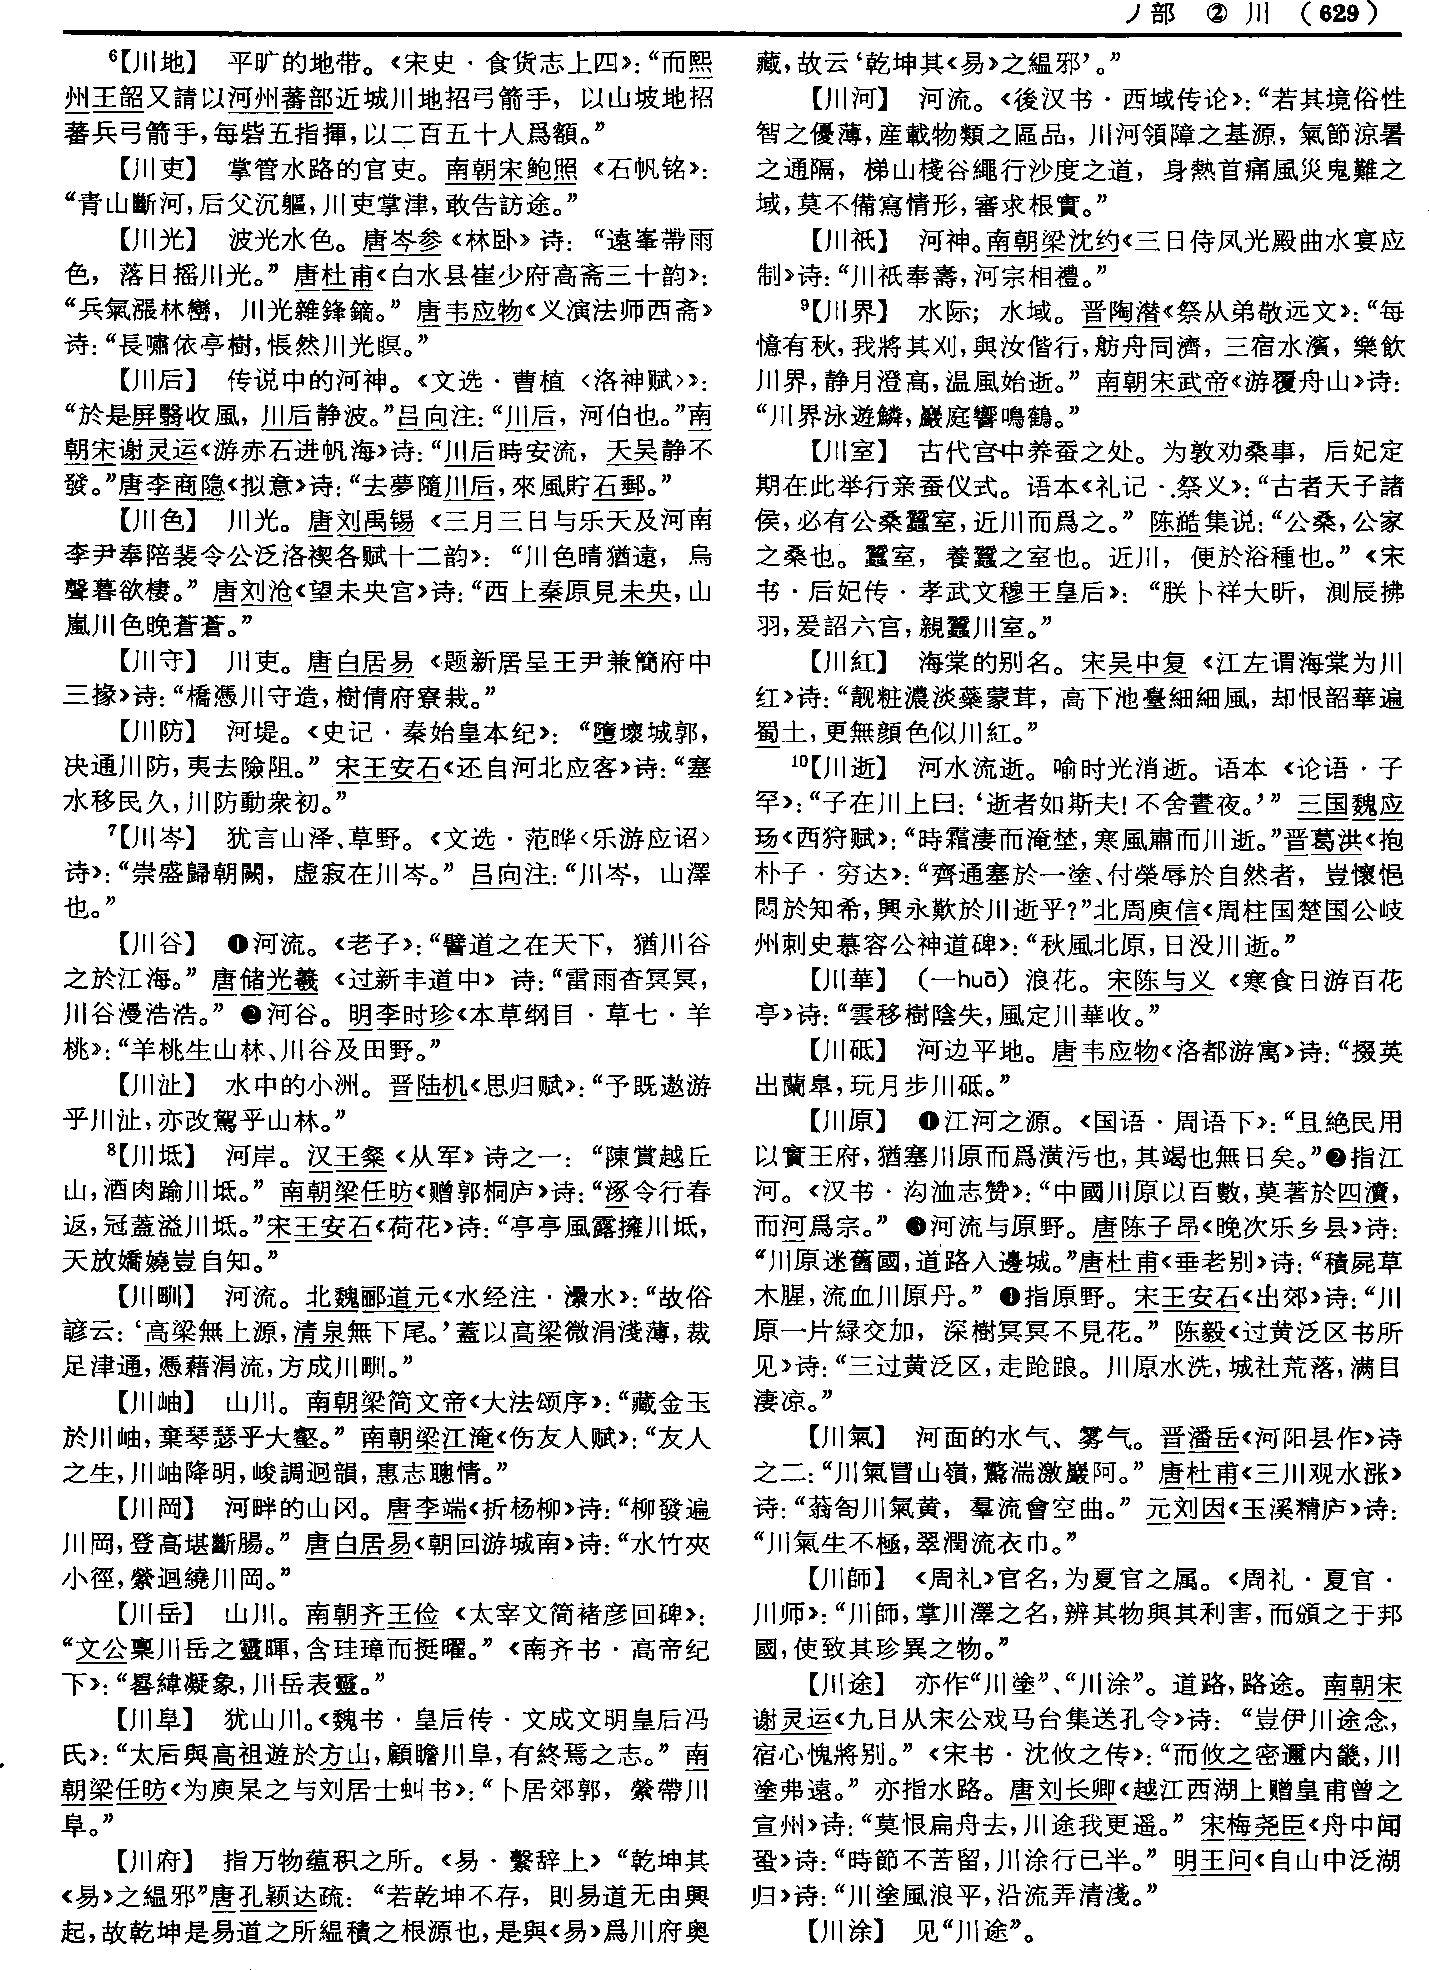 丿部 ② 川 （629）
⁶【川地】 平旷的地带。《宋史·食货志上四》：“而熙
州王韶又請以河州蕃部近城川地招弓箭手，以山坡地招
蕃兵弓箭手，每砦五指揮，以二百五十人爲額。”
【川吏】 掌管水路的官吏。南朝宋鲍照《石帆铭》：
“青山斷河，后父沉軀，川吏掌津，敢告訪途。”
【川光】 波光水色。唐岑参《林卧》诗：“遠峯帶雨
色，落日摇川光。”唐杜甫《白水县崔少府高斋三十韵》：
“兵氣漲林巒，川光雜鋒鏑。”唐韦应物《义演法师西斋》
诗：“長嘯依亭樹，悵然川光暝。”
【川后】 传说中的河神。《文选·曹植〈洛神赋〉》：
“於是屏翳收風，川后静波。”吕向注：“川后，河伯也。”南
朝宋谢灵运《游赤石进帆海》诗：“川后時安流，天吴静不
發。”唐李商隐《拟意》诗：“去夢隨川后，來風貯石郵。”
【川色】 川光。唐刘禹锡《三月三日与乐天及河南
李尹奉陪裴令公泛洛禊各赋十二韵》：“川色晴猶遠，烏
聲暮欲棲。”唐刘沧《望未央宫》诗：“西上秦原見未央，山
嵐川色晚蒼蒼。”
【川守】 川吏。唐白居易《题新居呈王尹兼簡府中
三掾》诗：“橋憑川守造，樹倩府寮栽。”
【川防】 河堤。《史记·秦始皇本纪》：“墮壞城郭，
决通川防，夷去險阻。”宋王安石《还自河北应客》诗：“塞
水移民久，川防動衆初。”
⁷【川岑】 犹言山泽、草野。《文选·范晔〈乐游应诏〉
诗》：“崇盛歸朝闕，虚寂在川岑。”吕向注：“川岑，山澤
也。”
【川谷】 ❶河流。《老子》：“譬道之在天下，猶川谷
之於江海。”唐储光羲《过新丰道中》诗：“雷雨杳冥冥，
川谷漫浩浩。”❷河谷。明李时珍《本草纲目·草七·羊
桃》：“羊桃生山林、川谷及田野。”
【川沚】 水中的小洲。晋陆机《思归赋》：“予既遨游
乎川沚，亦改駕乎山林。”
⁸【川坻】 河岸。汉王粲《从军》诗之一：“陳賞越丘
山，酒肉踰川坻。”南朝梁任昉《赠郭桐庐》诗：“涿令行春
返，冠蓋溢川坻。”宋王安石《荷花》诗：“亭亭風露擁川坻，
天放嬌嬈豈自知。”
【川甽】 河流。北魏郦道元《水经注·㶟水》：“故俗
諺云：‘高梁無上源，清泉無下尾。’蓋以高梁微涓淺薄，裁
足津通，憑藉涓流，方成川甽。”
【川岫】 山川。南朝梁简文帝《大法颂序》：“藏金玉
於川岫，棄琴瑟乎大壑。”南朝梁江淹《伤友人赋》：“友人
之生，川岫降明，峻調迥韻，惠志聰情。”
【川岡】 河畔的山冈。唐李端《折杨柳》诗：“柳發遍
川岡，登高堪斷腸。”唐白居易《朝回游城南》诗：“水竹夾
小徑，縈迴繞川岡。”
【川岳】 山川。南朝齐王俭《太宰文简褚彦回碑》：
“文公稟川岳之靈暉，含珪璋而挺曜。”《南齐书·高帝纪
下》：“晷緯凝象，川岳表靈。”
【川阜】 犹山川。《魏书·皇后传·文成文明皇后冯
氏》：“太后與高祖遊於方山，顧瞻川阜，有終焉之志。”南
朝梁任昉《为庾杲之与刘居士虬书》：“卜居郊郭，縈帶川
阜。”
【川府】 指万物蕴积之所。《易·繫辞上》“乾坤其
《易》之緼邪”唐孔颖达疏：“若乾坤不存，則易道无由興
起，故乾坤是易道之所緼積之根源也，是與《易》爲川府奥
藏，故云‘乾坤其《易》之緼邪’。”
【川河】 河流。《後汉书·西域传论》：“若其境俗性
智之優薄，産載物類之區品，川河領障之基源，氣節涼暑
之通隔，梯山棧谷繩行沙度之道，身熱首痛風災鬼難之
域，莫不備寫情形，審求根實。”
【川祇】 河神。南朝梁沈约《三日侍凤光殿曲水宴应
制》诗：“川祇奉壽，河宗相禮。”
⁹【川界】 水际；水域。晋陶潜《祭从弟敬远文》：“每
憶有秋，我將其刈，與汝偕行，舫舟同濟，三宿水濱，樂飲
川界，静月澄高，温風始逝。”南朝宋武帝《游覆舟山》诗：
“川界泳遊鱗，巖庭響鳴鶴。”
【川室】 古代宫中养蚕之处。为敦劝桑事，后妃定
期在此举行亲蚕仪式。语本《礼记·祭义》：“古者天子諸
侯，必有公桑蠶室，近川而爲之。”陈澔集说：“公桑，公家
之桑也。蠶室，養蠶之室也。近川，便於浴種也。”《宋
书·后妃传·孝武文穆王皇后》：“朕卜祥大昕，測辰拂
羽，爰詔六宫，親蠶川室。”
【川紅】 海棠的别名。宋吴中复《江左谓海棠为川
红》诗：“靓粧濃淡蘂蒙茸，高下池臺細細風，却恨韶華遍
蜀土，更無顔色似川紅。”
¹⁰【川逝】 河水流逝。喻时光消逝。语本《论语·子
罕》：“子在川上曰：‘逝者如斯夫！不舍晝夜。’”三国魏应
玚《西狩赋》：“時霜淒而淹埜，寒風肅而川逝。”晋葛洪《抱
朴子·穷达》：“齊通塞於一塗、付榮辱於自然者，豈懷悒
悶於知希，興永歎於川逝乎？”北周庾信《周柱国楚国公岐
州刺史慕容公神道碑》：“秋風北原，日没川逝。”
【川華】 （—huā）浪花。宋陈与义《寒食日游百花
亭》诗：“雲移樹陰失，風定川華收。”
【川砥】 河边平地。唐韦应物《洛都游寓》诗：“掇英
出蘭皐，玩月步川砥。”
【川原】 ❶江河之源。《国语·周语下》：“且絶民用
以實王府，猶塞川原而爲潢污也，其竭也無日矣。”❷指江
河。《汉书·沟洫志赞》：“中國川原以百數，莫著於四瀆，
而河爲宗。”❸河流与原野。唐陈子昂《晚次乐乡县》诗：
“川原迷舊國，道路入邊城。”唐杜甫《垂老别》诗：“積屍草
木腥，流血川原丹。”❹指原野。宋王安石《出郊》诗：“川
原一片緑交加，深樹冥冥不見花。”陈毅《过黄泛区书所
见》诗：“三过黄泛区，走跄踉。川原水洗，城社荒落，满目
淒凉。”
【川氣】 河面的水气、雾气。晋潘岳《河阳县作》诗
之二：“川氣冒山嶺，驚湍激巖阿。”唐杜甫《三川观水涨》
诗：“蓊匌川氣黄，羣流會空曲。”元刘因《玉溪精庐》诗：
“川氣生不極，翠潤流衣巾。”
【川師】 《周礼》官名，为夏官之属。《周礼·夏官·
川师》：“川師，掌川澤之名，辨其物與其利害，而頒之于邦
國，使致其珍異之物。”
【川途】 亦作“川塗”、“川涂”。道路，路途。南朝宋
谢灵运《九日从宋公戏马台集送孔令》诗：“豈伊川途念，
宿心愧將别。”《宋书·沈攸之传》：“而攸之密邇内畿，川
塗弗遠。”亦指水路。唐刘长卿《越江西湖上赠皇甫曾之
宣州》诗：“莫恨扁舟去，川途我更遥。”宋梅尧臣《舟中闻
蛩》诗：“時節不苦留，川涂行已半。”明王问《自山中泛湖
归》诗：“川塗風浪平，沿流弄清淺。”
【川涂】 见“川途”。